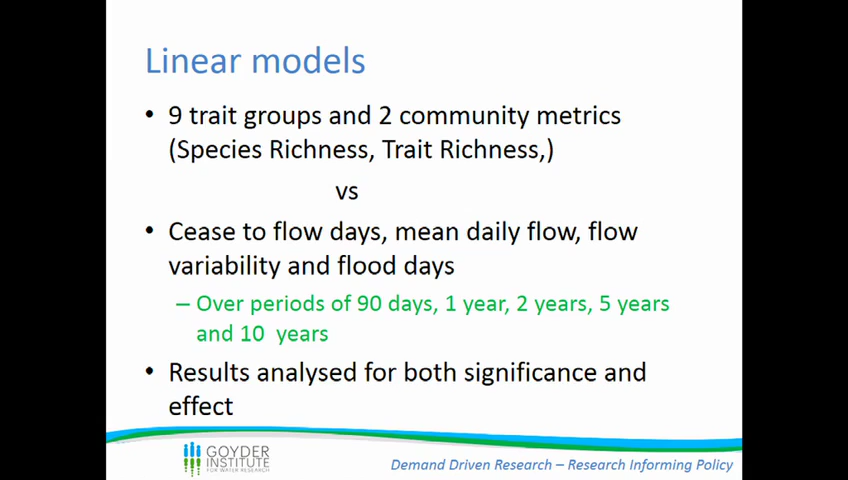 Linear models
• 9 trait groups and 2 community metrics
(Species Richness, Trait Richness,)
vs
• Cease to flow days, mean daily flow, flow
variability and flood days
– Over periods of 90 days, 1 year, 2 years, 5 years
and 10 years
• Results analysed for both significance and
effect
GOYDER
INSTITUTE
FOR WATER RESEARCH
Demand Driven Research – Research Informing Policy